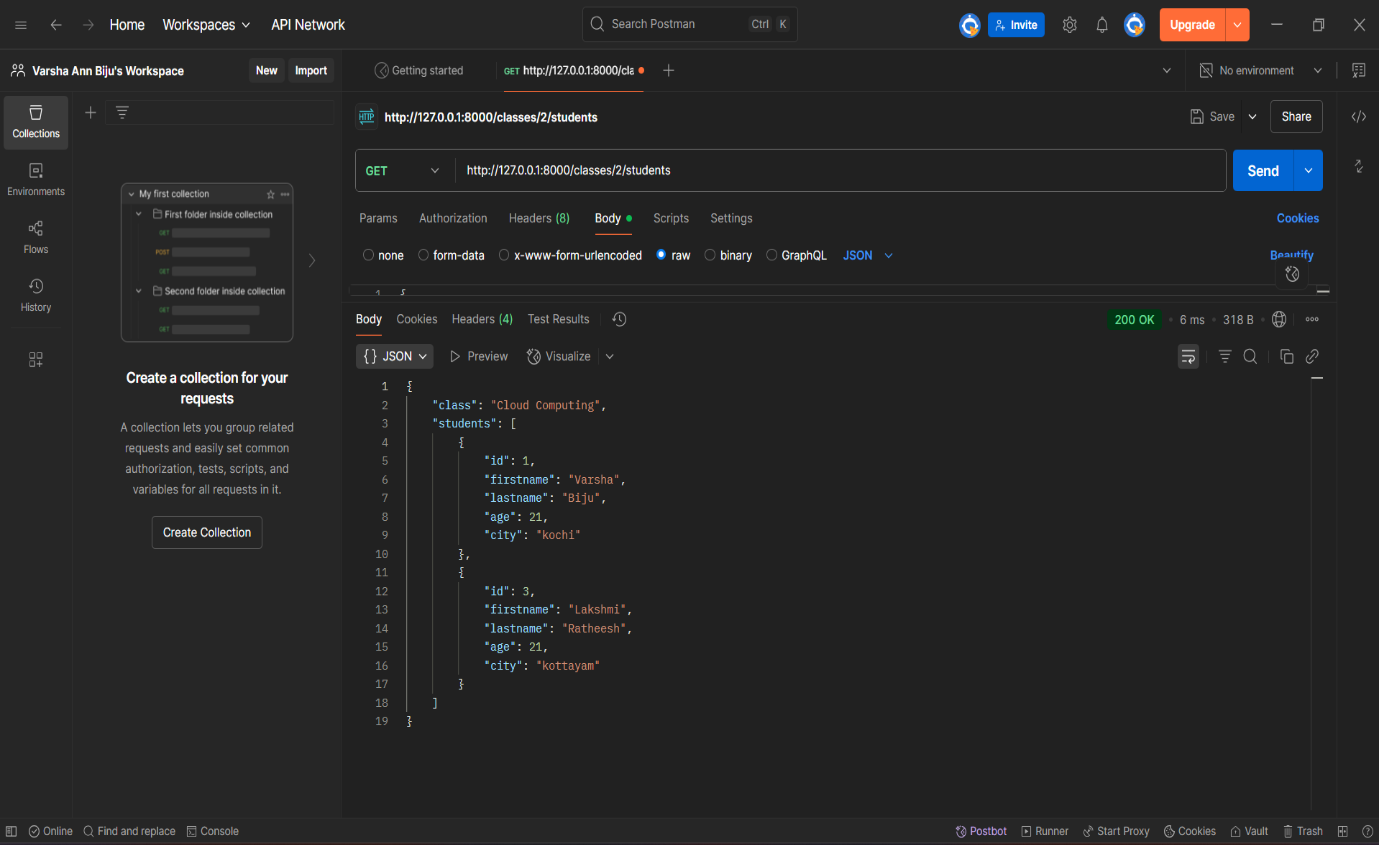 Home Workspaces API Network Search Postman Ctrl K Invite Upgrade
Varsha Ann Biju's Workspace New Import Getting started GET http://127.0.0.1:8000/cla No environment
Collections
Environments
Flows
History
My first collection
First folder inside collection
GET
POST
GET
Second folder inside collection
GET
GET
Create a collection for your
requests
A collection lets you group related
requests and easily set common
authorization, tests, scripts, and
variables for all requests in it.
Create Collection
HTTP http://127.0.0.1:8000/classes/2/students Save Share
GET http://127.0.0.1:8000/classes/2/students Send
Params Authorization Headers (8) Body Scripts Settings Cookies
none form-data x-www-form-urlencoded raw binary GraphQL JSON Beautify
1 {
Body Cookies Headers (4) Test Results 200 OK • 6 ms • 318 B
{} JSON Preview Visualize
1 {
2 "class": "Cloud Computing",
3 "students": [
4 {
5 "id": 1,
6 "firstname": "Varsha",
7 "lastname": "Biju",
8 "age": 21,
9 "city": "kochi"
10 },
11 {
12 "id": 3,
13 "firstname": "Lakshmi",
14 "lastname": "Ratheesh",
15 "age": 21,
16 "city": "kottayam"
17 }
18 ]
19 }
Online Find and replace Console Postbot Runner Start Proxy Cookies Vault Trash